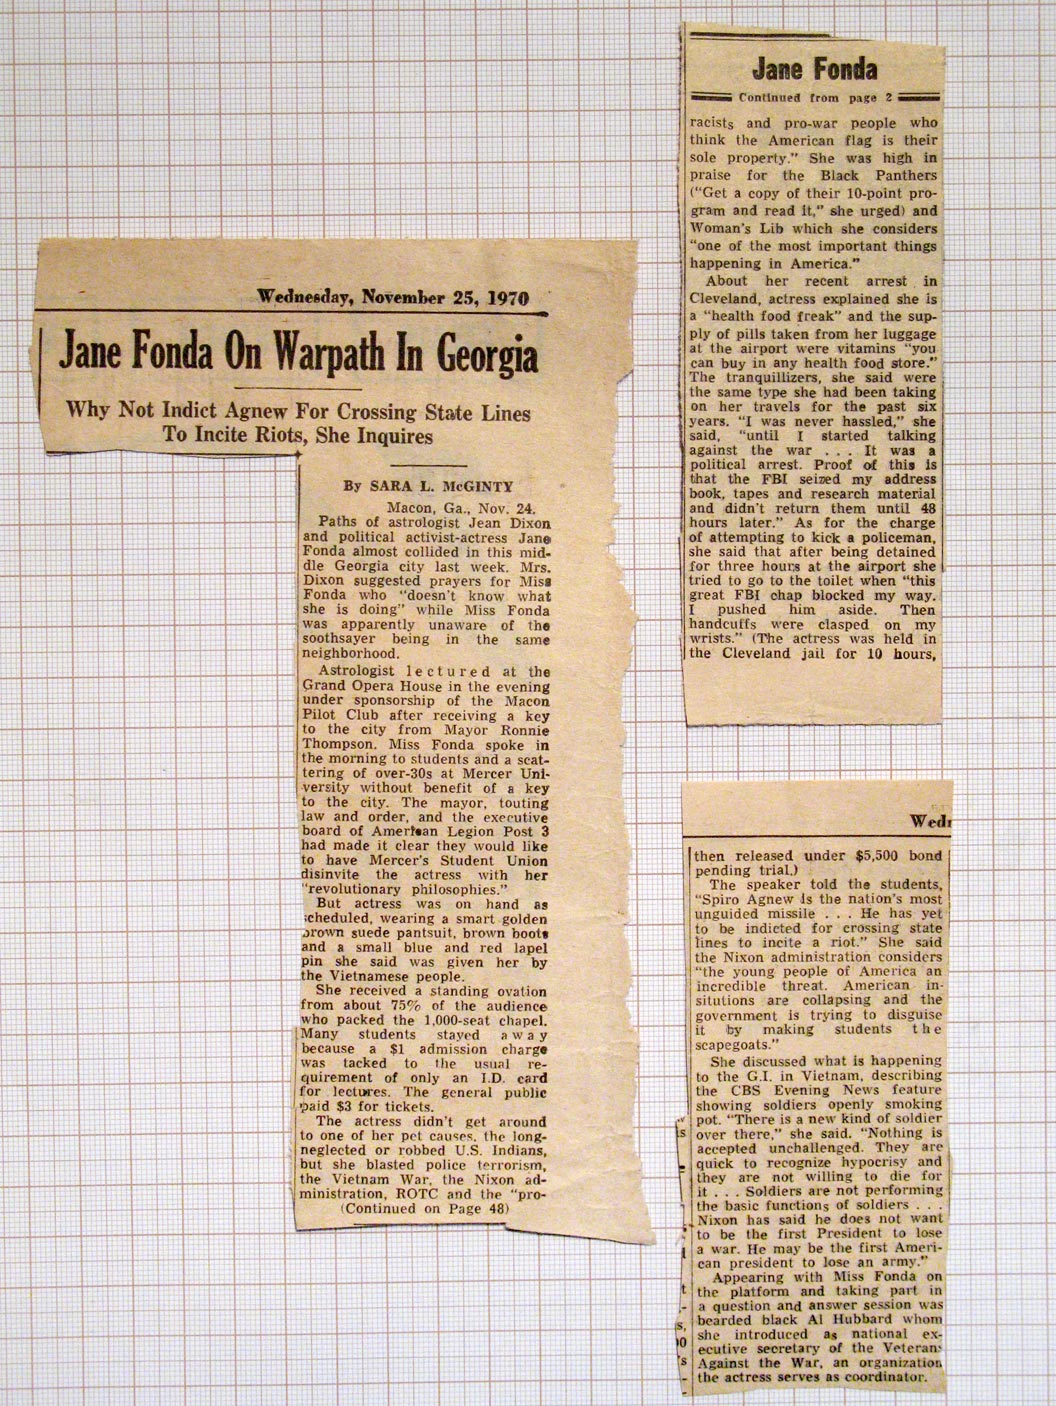 Wednesday, November 25, 1970
Jane Fonda On Warpath In Georgia
Why Not Indict Agnew For Crossing State Lines
To Incite Riots, She Inquires
By SARA L. McGINTY
Macon, Ga., Nov. 24.
Paths of astrologist Jean Dixon
and political activist-actress Jane
Fonda almost collided in this mid-
dle Georgia city last week. Mrs.
Dixon suggested prayers for Miss
Fonda who "doesn't know what
she is doing" while Miss Fonda
was apparently unaware of the
soothsayer being in the same
neighborhood.
Astrologist lectured at the
Grand Opera House in the evening
under sponsorship of the Macon
Pilot Club after receiving a key
to the city from Mayor Ronnie
Thompson. Miss Fonda spoke in
the morning to students and a scat-
tering of over-30s at Mercer Uni-
versity without benefit of a key
to the city. The mayor, touting
law and order, and the executive
board of American Legion Post 3
had made it clear they would like
to have Mercer's Student Union
disinvite the actress with her
"revolutionary philosophies."
But actress was on hand as
scheduled, wearing a smart golden
brown suede pantsuit, brown boots
and a small blue and red lapel
pin she said was given her by
the Vietnamese people.
She received a standing ovation
from about 75% of the audience
who packed the 1,000-seat chapel.
Many students stayed away
because a $1 admission charge
was tacked to the usual re-
quirement of only an I.D. card
for lectures. The general public
paid $3 for tickets.
The actress didn't get around
to one of her pet causes, the long-
neglected or robbed U.S. Indians,
but she blasted police terrorism,
the Vietnam War, the Nixon ad-
ministration, ROTC and the "pro-
(Continued on Page 48)
Jane Fonda
Continued from page 2
racists and pro-war people who
think the American flag is their
sole property." She was high in
praise for the Black Panthers
("Get a copy of their 10-point pro-
gram and read it," she urged) and
Woman's Lib which she considers
"one of the most important things
happening in America."
About her recent arrest in
Cleveland, actress explained she is
a "health food freak" and the sup-
ply of pills taken from her luggage
at the airport were vitamins "you
can buy in any health food store."
The tranquillizers, she said were
the same type she had been taking
on her travels for the past six
years. "I was never hassled," she
said, "until I started talking
against the war . . . It was a
political arrest. Proof of this is
that the FBI seized my address
book, tapes and research material
and didn't return them until 48
hours later." As for the charge
of attempting to kick a policeman,
she said that after being detained
for three hours at the airport she
tried to go to the toilet when "this
great FBI chap blocked my way.
I pushed him aside. Then
handcuffs were clasped on my
wrists." (The actress was held in
the Cleveland jail for 10 hours,
Wedn
then released under $5,500 bond
pending trial.)
The speaker told the students,
"Spiro Agnew is the nation's most
unguided missile . . . He has yet
to be indicted for crossing state
lines to incite a riot." She said
the Nixon administration considers
"the young people of America an
incredible threat. American in-
situtions are collapsing and the
government is trying to disguise
it by making students the
scapegoats."
She discussed what is happening
to the G.I. in Vietnam, describing
the CBS Evening News feature
showing soldiers openly smoking
pot. "There is a new kind of soldier
over there," she said. "Nothing is
accepted unchallenged. They are
quick to recognize hypocrisy and
they are not willing to die for
it . . . Soldiers are not performing
the basic functions of soldiers . . .
Nixon has said he does not want
to be the first President to lose
a war. He may be the first Ameri-
can president to lose an army."
Appearing with Miss Fonda on
the platform and taking part in
a question and answer session was
bearded black Al Hubbard whom
she introduced as national ex-
ecutive secretary of the Veterans
Against the War, an organization
the actress serves as coordinator.